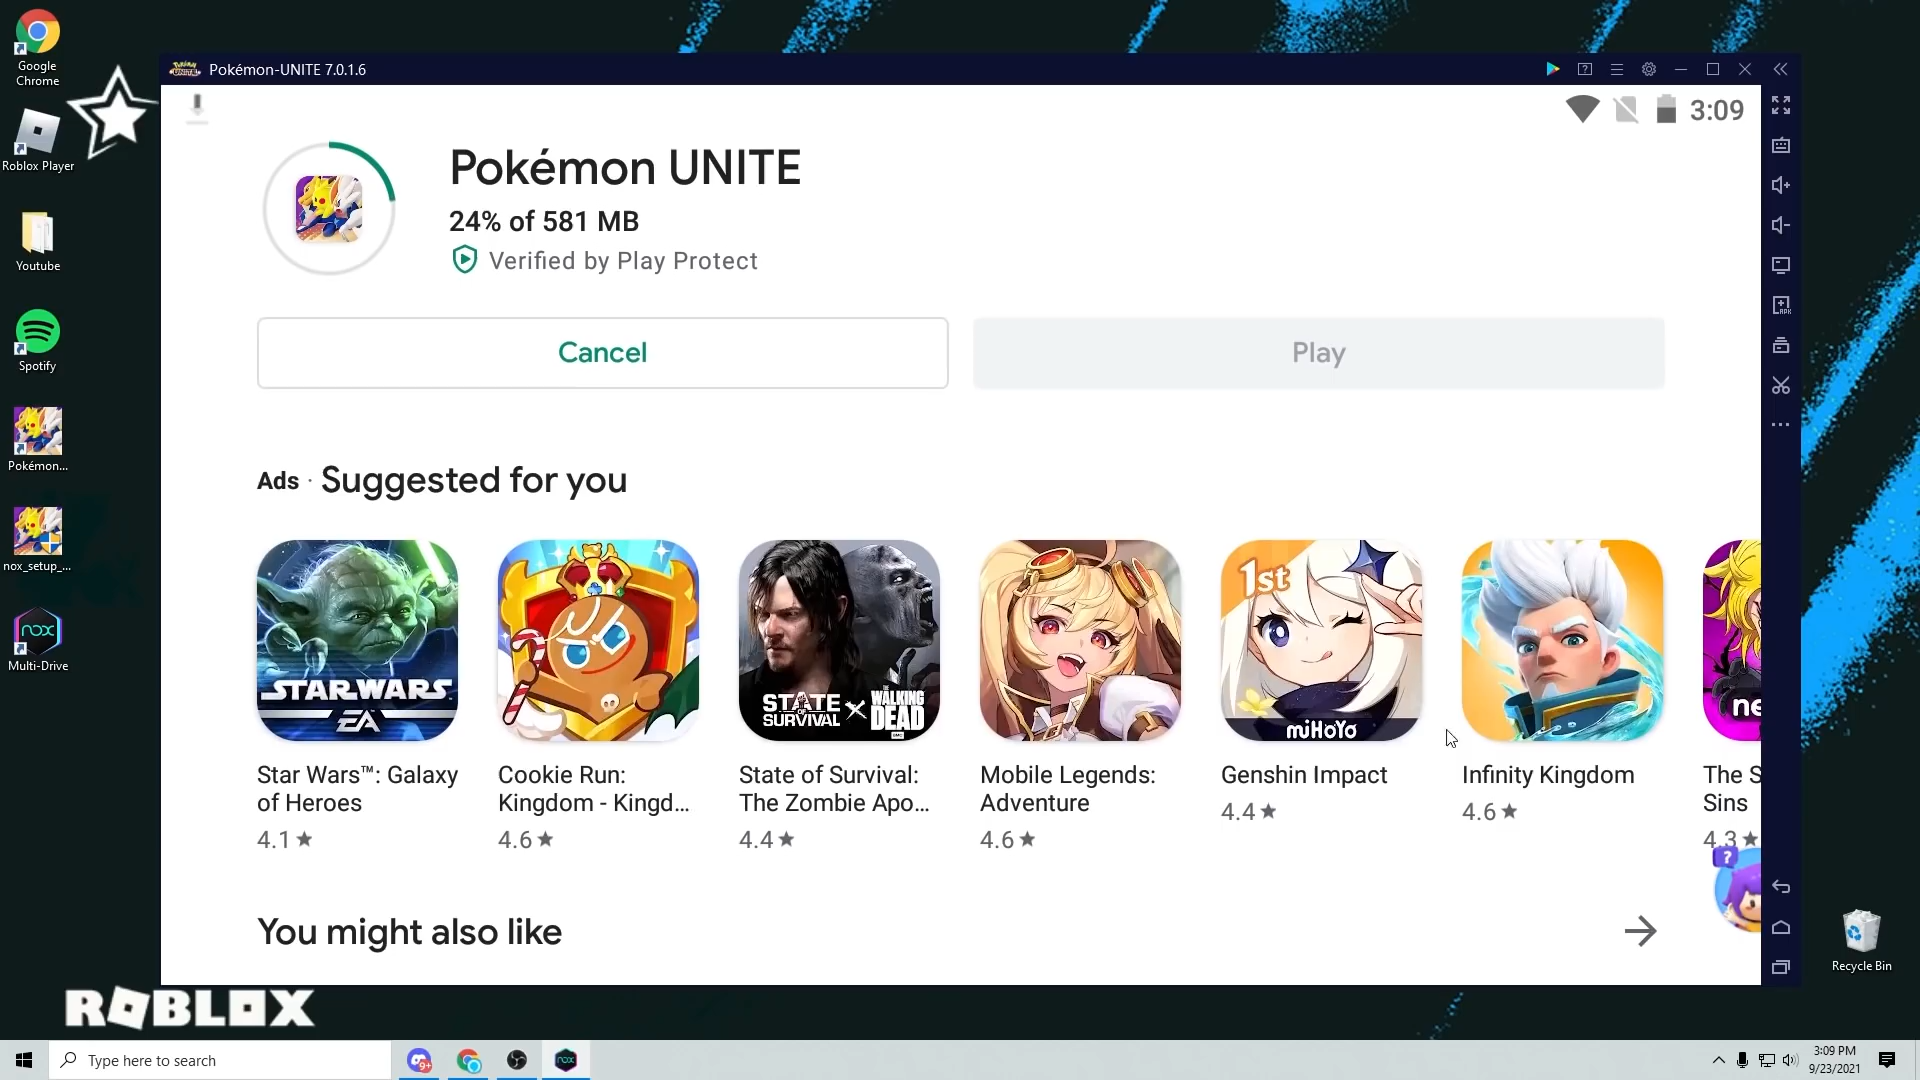 Google
Chrome
Roblox Player
Youtube
Spotify
Pokémon...
nox_setup_...
nox
Multi-Drive
Recycle Bin
ROBLOX
Pokémon-UNITE 7.0.1.6
3:09
Pokémon UNITE
24% of 581 MB
Verified by Play Protect
Cancel
Play
Ads · Suggested for you
STAR WARS
EA
STATE OF SURVIVAL X THE WALKING DEAD
AMC
1st
miHoYo
ne
Star Wars™: Galaxy
of Heroes
4.1 ★
Cookie Run:
Kingdom - Kingd...
4.6 ★
State of Survival:
The Zombie Apo...
4.4 ★
Mobile Legends:
Adventure
4.6 ★
Genshin Impact
4.4 ★
Infinity Kingdom
4.6 ★
The S
Sins
4.3 ★
?
You might also like
Type here to search
9+
nox
3:09 PM
9/23/2021